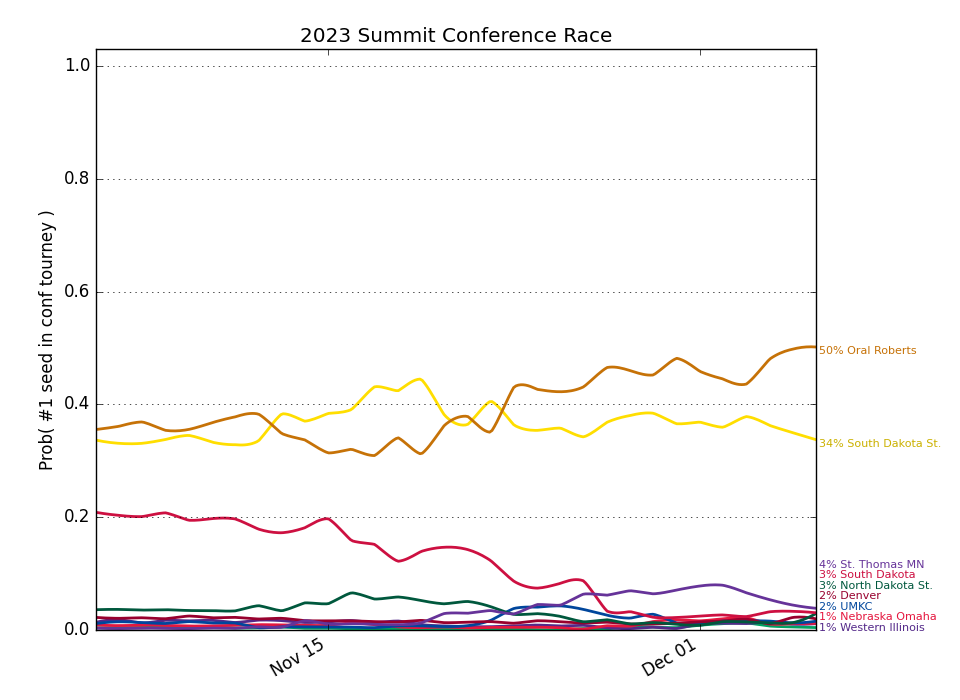 2023 Summit Conference Race
Prob( #1 seed in conf tourney )
1.0
0.8
0.6
0.4
0.2
0.0
Nov 15
Dec 01
50% Oral Roberts
34% South Dakota St.
4% St. Thomas MN
3% South Dakota
3% North Dakota St.
2% Denver
2% UMKC
1% Nebraska Omaha
1% Western Illinois